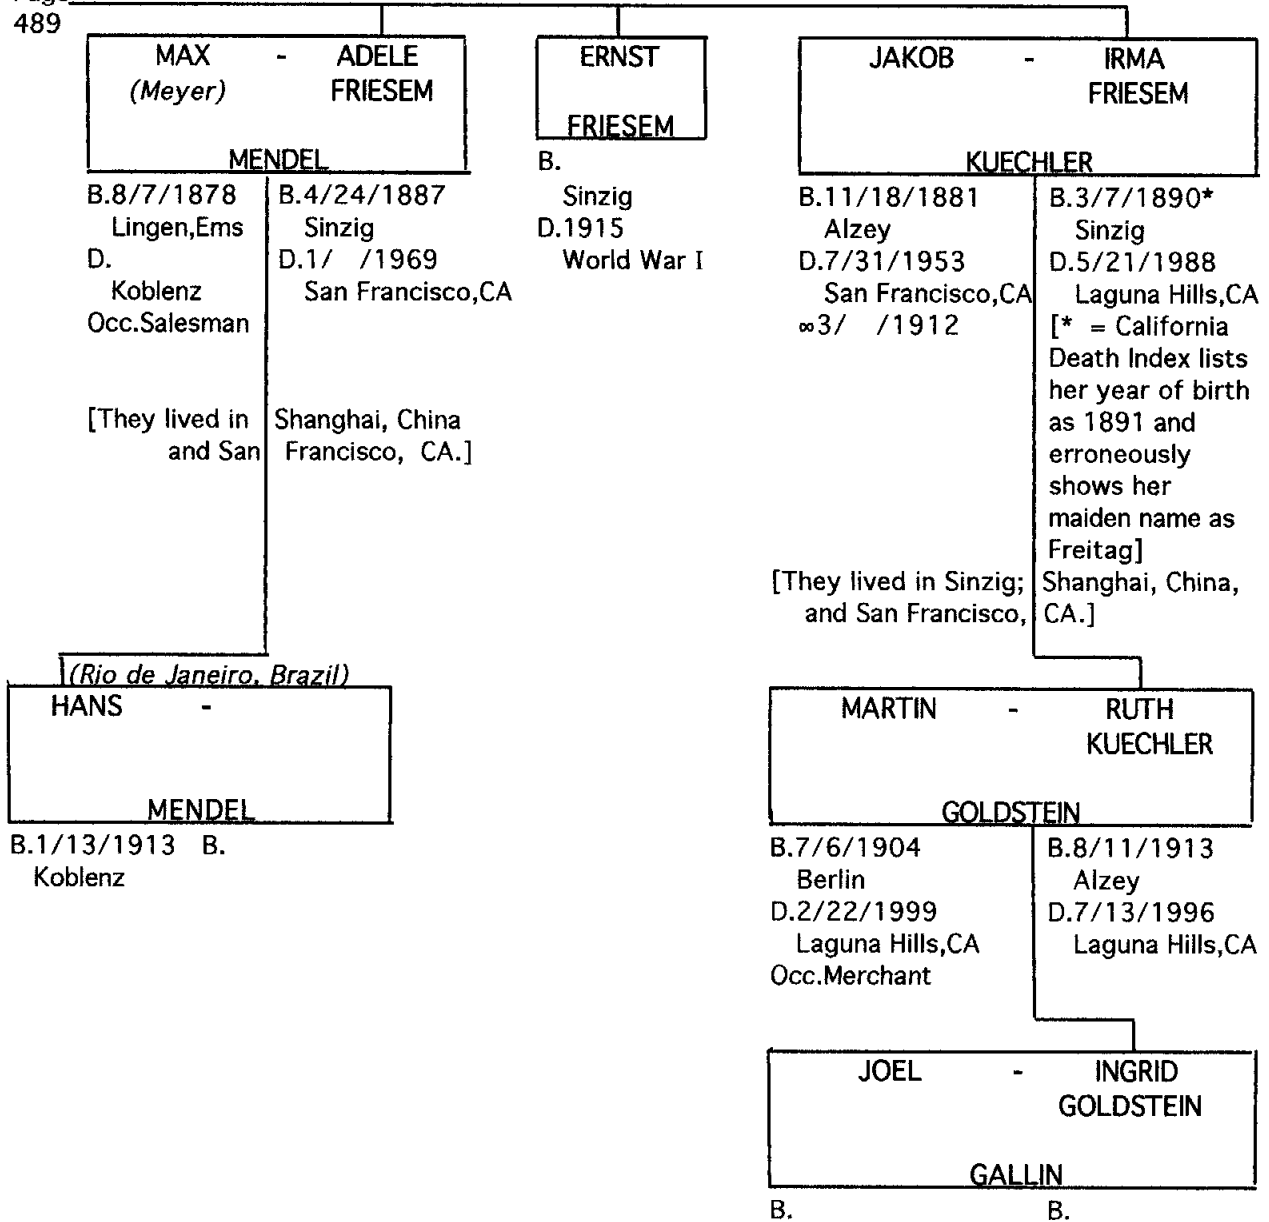 489
MAX - ADELE
(Meyer) FRIESEM
MENDEL
B.8/7/1878 B.4/24/1887
Lingen,Ems Sinzig
D. D.1/ /1969
Koblenz San Francisco,CA
Occ.Salesman
[They lived in Shanghai, China
and San Francisco, CA.]
ERNST
FRIESEM
B.
Sinzig
D.1915
World War I
JAKOB - IRMA
FRIESEM
KUECHLER
B.11/18/1881 B.3/7/1890*
Alzey Sinzig
D.7/31/1953 D.5/21/1988
San Francisco,CA Laguna Hills,CA
∞3/ /1912 [* = California
Death Index lists
her year of birth
as 1891 and
erroneously
shows her
maiden name as
Freitag]
[They lived in Sinzig; Shanghai, China,
and San Francisco, CA.]
(Rio de Janeiro, Brazil)
HANS -
MENDEL
B.1/13/1913 B.
Koblenz
MARTIN - RUTH
KUECHLER
GOLDSTEIN
B.7/6/1904 B.8/11/1913
Berlin Alzey
D.2/22/1999 D.7/13/1996
Laguna Hills,CA Laguna Hills,CA
Occ.Merchant
JOEL - INGRID
GOLDSTEIN
GALLIN
B. B.